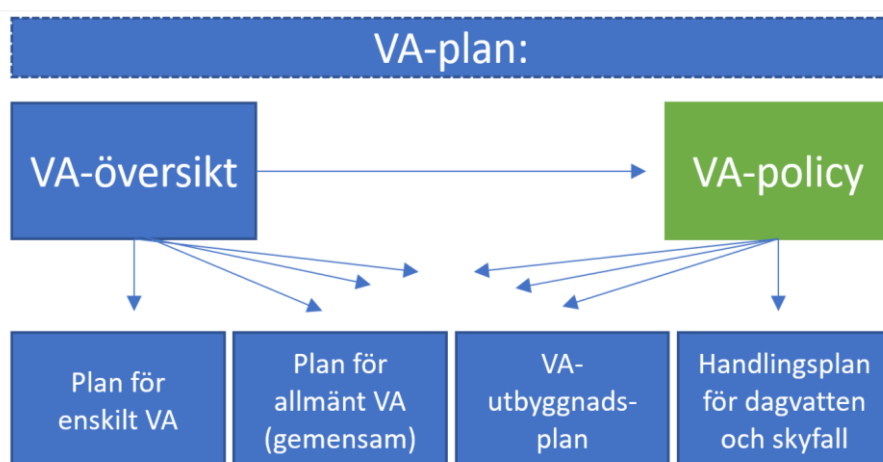 VA-plan:
VA-översikt
VA-policy
Plan för
enskilt VA
Plan för
allmänt VA
(gemensam)
VA-
utbyggnads-
plan
Handlingsplan
för dagvatten
och skyfall